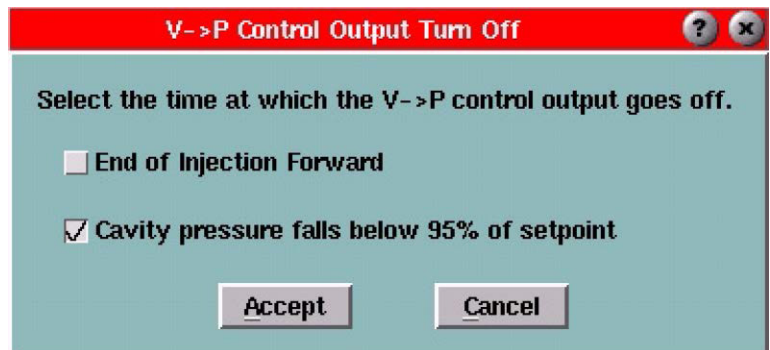 V->P Control Output Turn Off ? x
Select the time at which the V->P control output goes off.
End of Injection Forward
Cavity pressure falls below 95% of setpoint
Accept Cancel